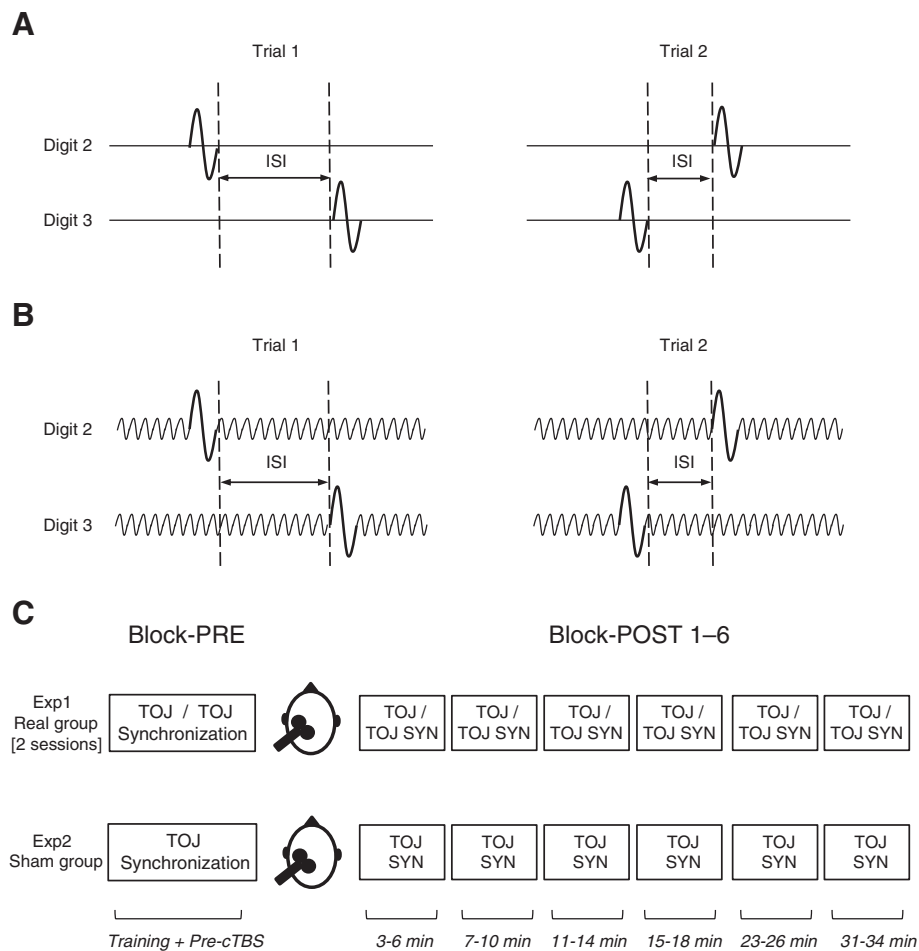 A
Trial 1
Trial 2
Digit 2
ISI
ISI
Digit 3
B
Trial 1
Trial 2
Digit 2
ISI
ISI
Digit 3
C
Block-PRE
Block-POST 1–6
Exp1
Real group
[2 sessions]
TOJ / TOJ
Synchronization
TOJ /
TOJ SYN
TOJ /
TOJ SYN
TOJ /
TOJ SYN
TOJ /
TOJ SYN
TOJ /
TOJ SYN
TOJ /
TOJ SYN
Exp2
Sham group
TOJ
Synchronization
TOJ
SYN
TOJ
SYN
TOJ
SYN
TOJ
SYN
TOJ
SYN
TOJ
SYN
Training + Pre-cTBS
3-6 min
7-10 min
11-14 min
15-18 min
23-26 min
31-34 min